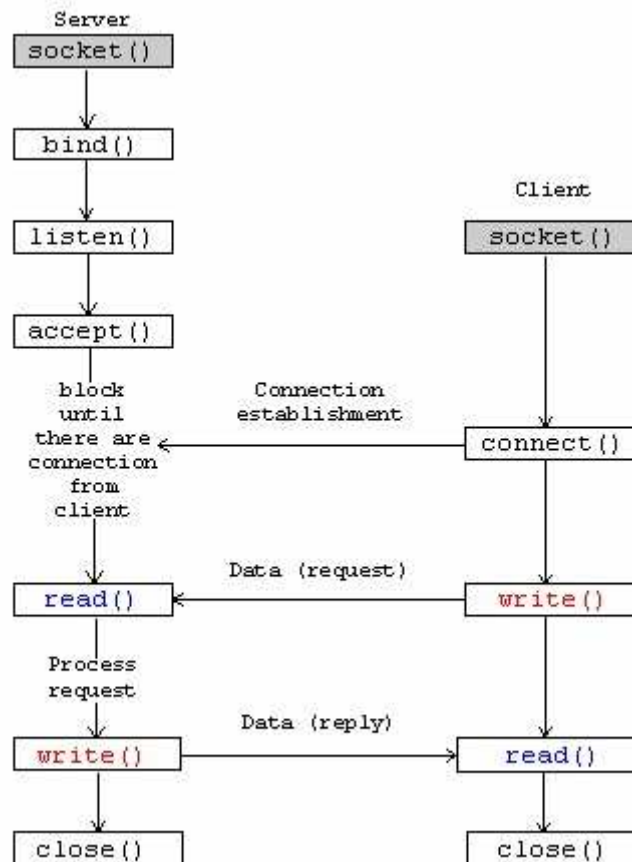 Server
socket()
bind()
Client
listen()
socket()
accept()
block
until
there are
connection
from
client
Connection
establishment
connect()
Data (request)
read()
write()
Process
request
Data (reply)
write()
read()
close()
close()